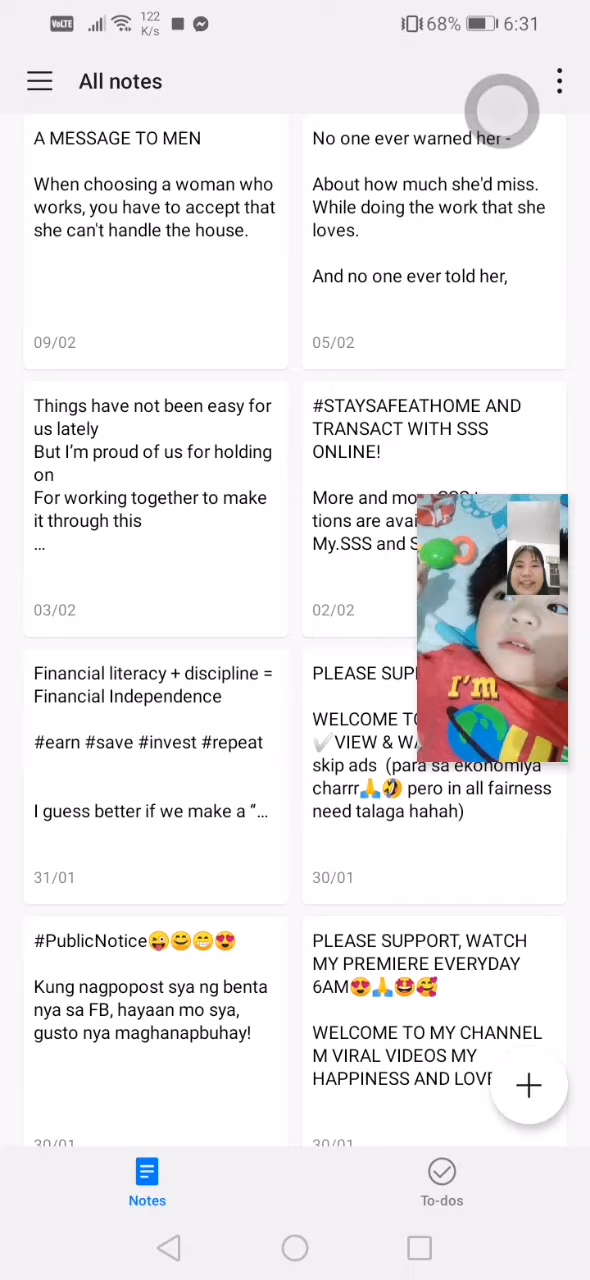 VoLTE
122
K/s
68%
6:31
All notes
A MESSAGE TO MEN
When choosing a woman who
works, you have to accept that
she can't handle the house.
09/02
No one ever warned her -
About how much she'd miss.
While doing the work that she
loves.
And no one ever told her,
05/02
Things have not been easy for
us lately
But I’m proud of us for holding
on
For working together to make
it through this
...
03/02
#STAYSAFEATHOME AND
TRANSACT WITH SSS
ONLINE!
More and
tions are
My.SSS and
02/02
Financial literacy + discipline =
Financial Independence
#earn #save #invest #repeat
I guess better if we make a “...
31/01
PLEASE
WELCOME
✔️VIEW &
skip ads (para sa ekonomiya
charrr🙏🤣 pero in all fairness
need talaga hahah)
30/01
I'm
#PublicNotice😜😊😁😍
Kung nagpopost sya ng benta
nya sa FB, hayaan mo sya,
gusto nya maghanapbuhay!
30/01
PLEASE SUPPORT, WATCH
MY PREMIERE EVERYDAY
6AM😍🙏🤩🥰
WELCOME TO MY CHANNEL
M VIRAL VIDEOS MY
HAPPINESS AND
30/01
Notes
To-dos